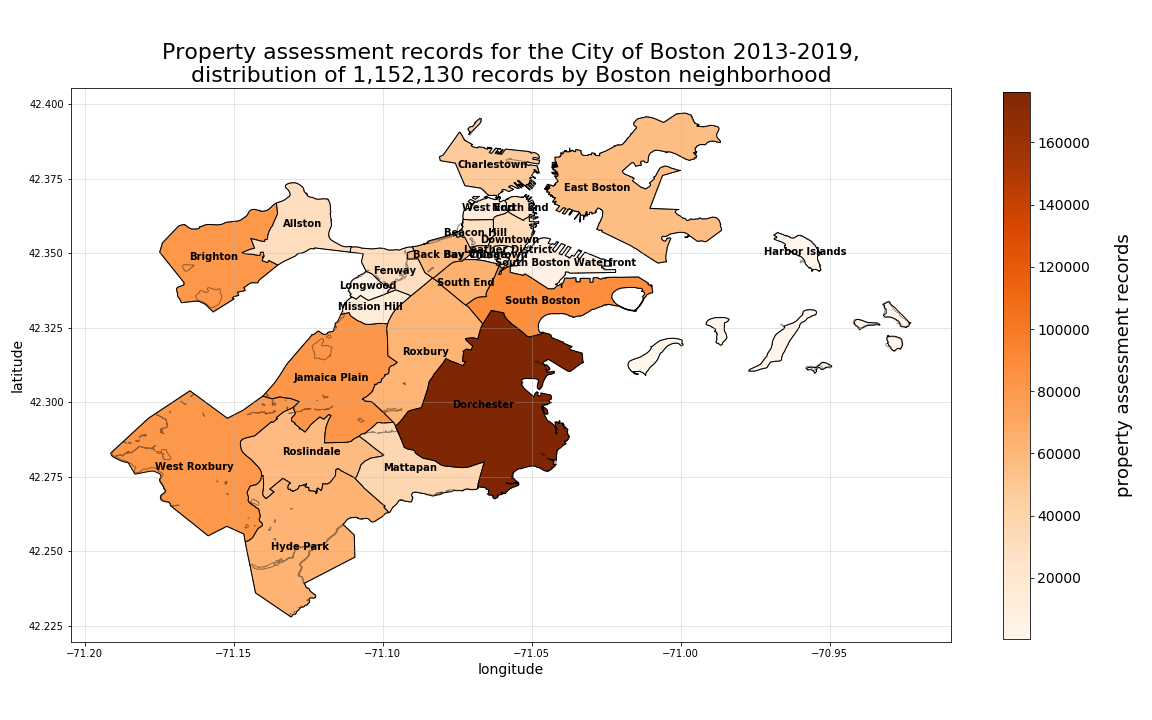 Property assessment records for the City of Boston 2013-2019,
distribution of 1,152,130 records by Boston neighborhood
42.400
42.375
42.350
42.325
42.300
42.275
42.250
42.225
latitude
Charlestown
East Boston
West End
North End
Allston
Beacon Hill
Downtown
Leather District
Harbor Islands
Brighton
Back Bay
Bay Village
Chinatown
South Boston Waterfront
Fenway
Longwood
South End
Mission Hill
South Boston
Roxbury
Jamaica Plain
Dorchester
Roslindale
West Roxbury
Mattapan
Hyde Park
−71.20
−71.15
−71.10
−71.05
−71.00
−70.95
longitude
160000
140000
120000
100000
80000
60000
40000
20000
property assessment records